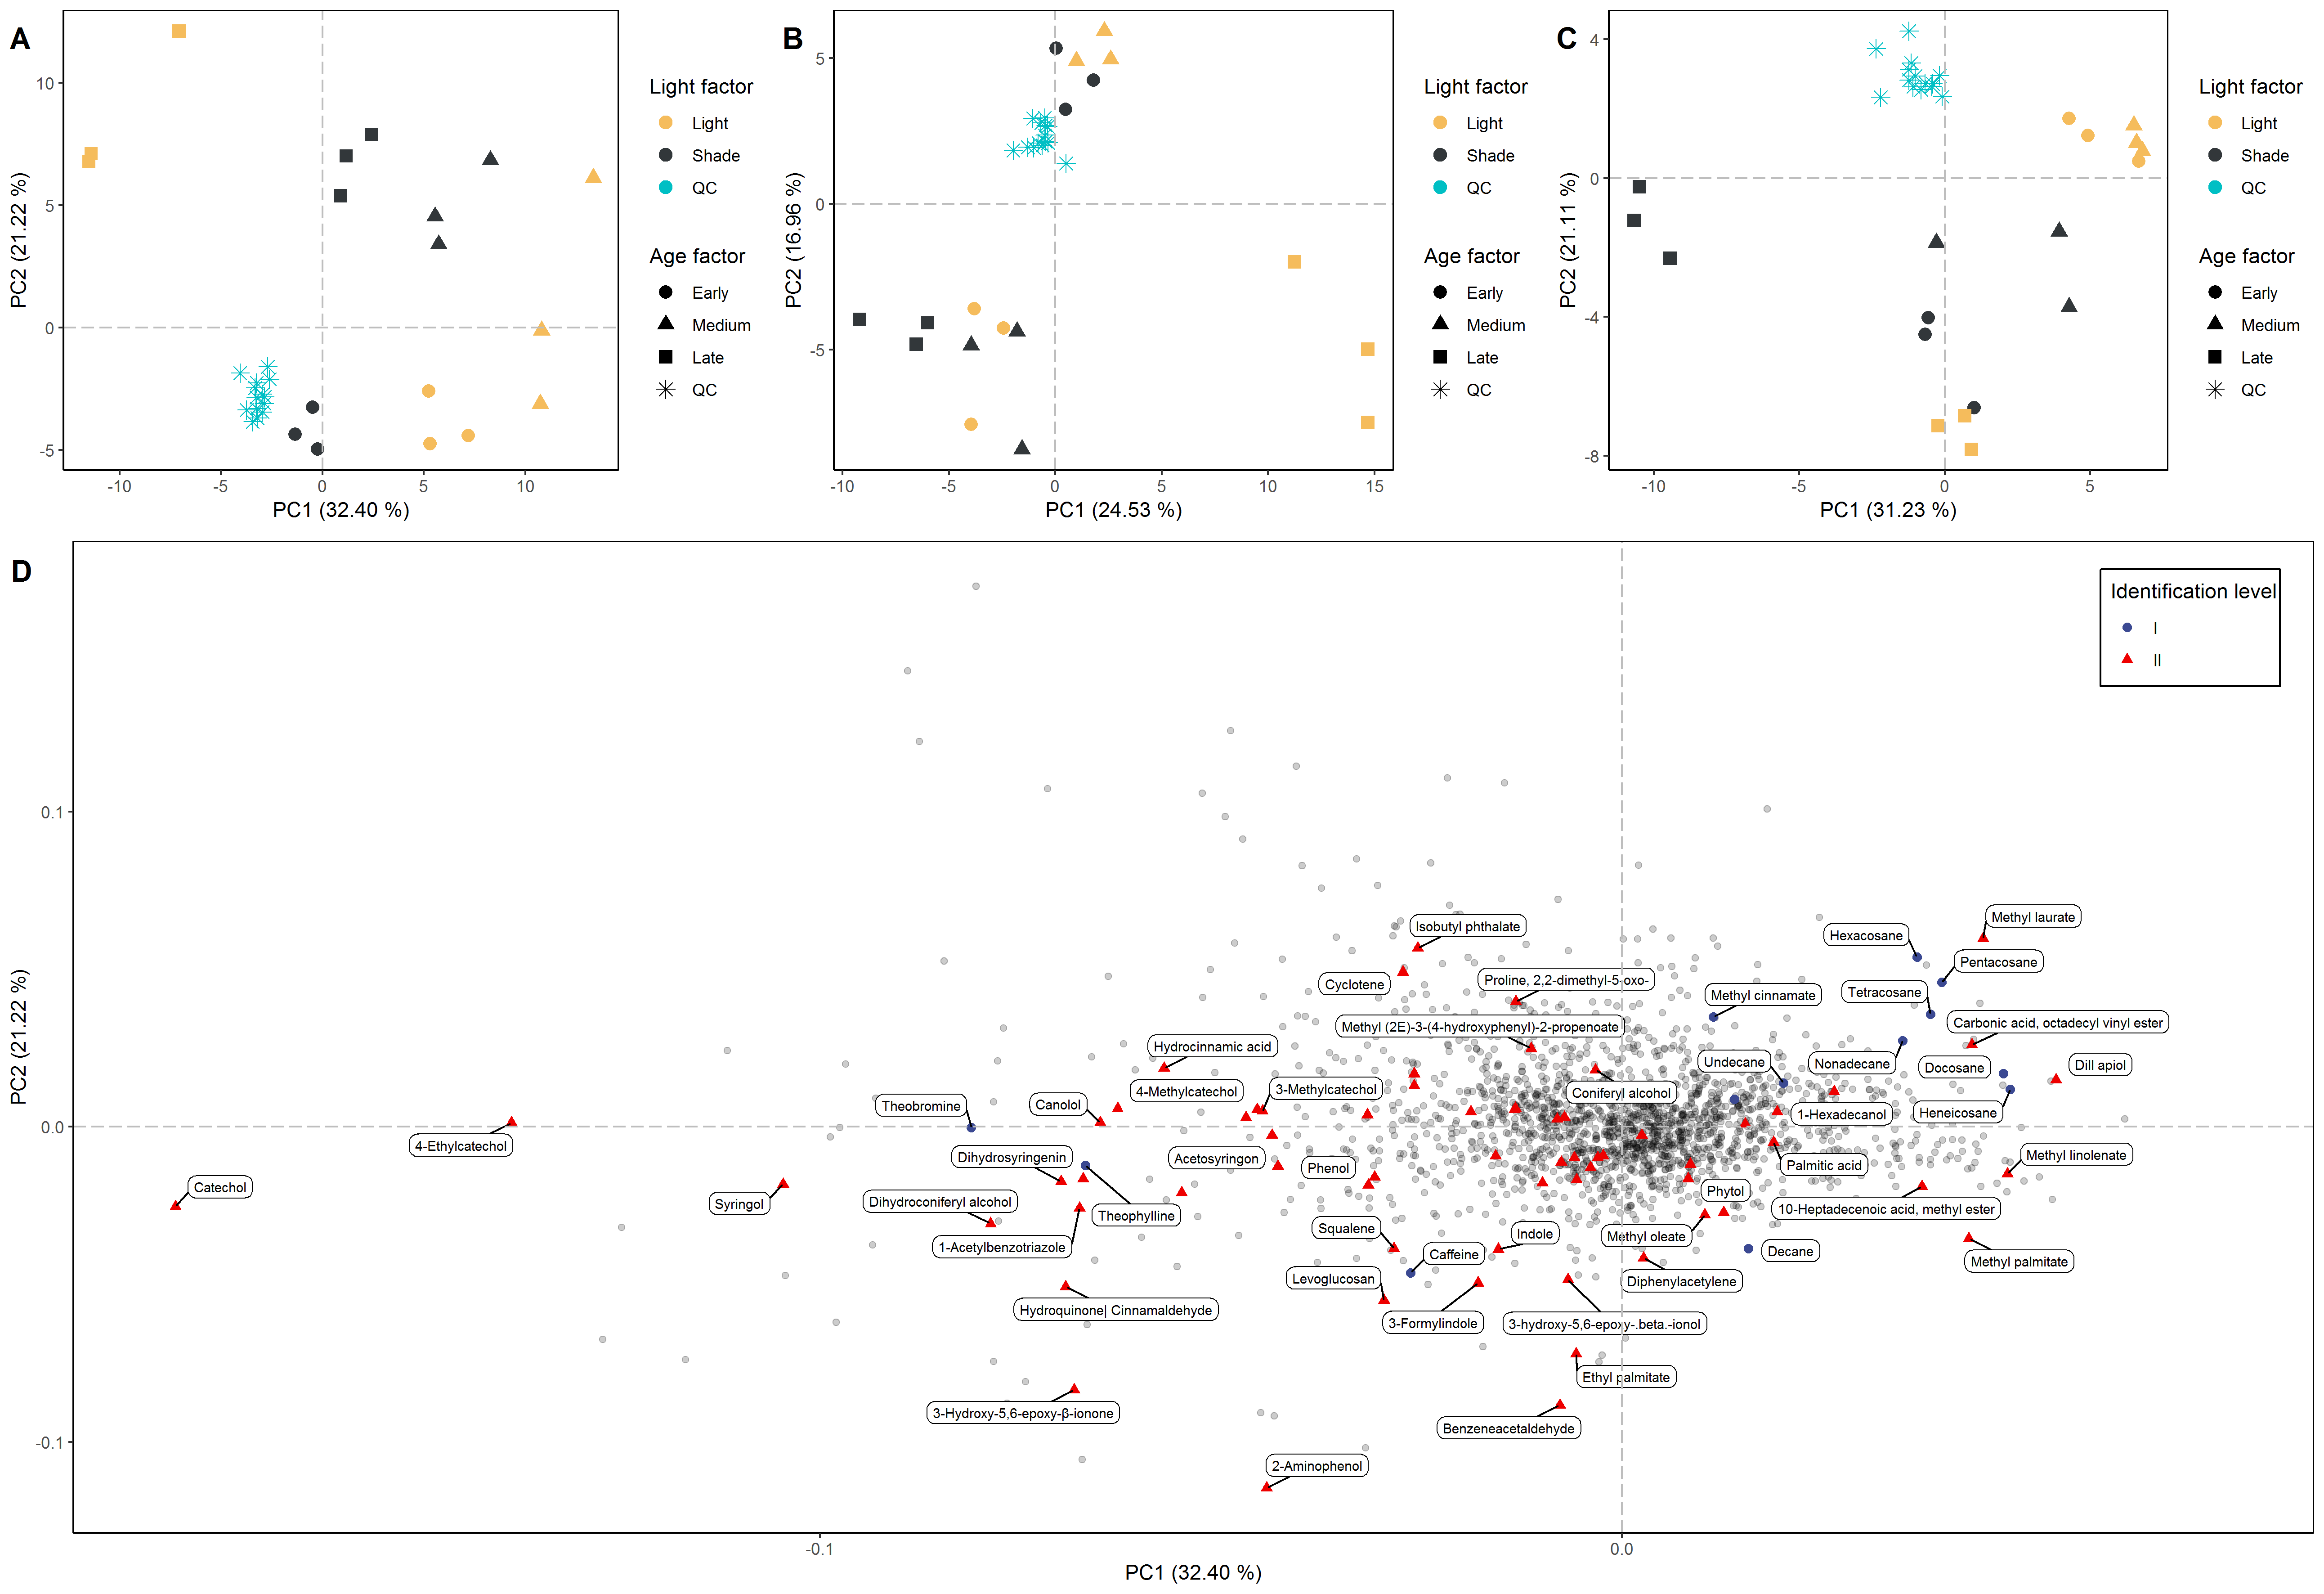 A
10
5
0
-5
-10
-5
0
5
10
PC2 (21.22 %)
PC1 (32.40 %)
Light factor
Light
Shade
QC
Age factor
Early
Medium
Late
QC
B
5
0
-5
-10
-5
0
5
10
15
PC2 (16.96 %)
PC1 (24.53 %)
Light factor
Light
Shade
QC
Age factor
Early
Medium
Late
QC
C
4
0
-4
-8
-10
-5
0
5
PC2 (21.11 %)
PC1 (31.23 %)
Light factor
Light
Shade
QC
Age factor
Early
Medium
Late
QC
D
Identification level
I
II
0.1
0.0
-0.1
PC2 (21.22 %)
Methyl laurate
Isobutyl phthalate
Hexacosane
Pentacosane
Cyclotene
Proline, 2,2-dimethyl-5-oxo-
Tetracosane
Methyl cinnamate
Carbonic acid, octadecyl vinyl ester
Methyl (2E)-3-(4-hydroxyphenyl)-2-propenoate
Hydrocinnamic acid
Undecane
Nonadecane
Docosane
Dill apiol
4-Methylcatechol
3-Methylcatechol
Coniferyl alcohol
Theobromine
Canolol
1-Hexadecanol
Heneicosane
4-Ethylcatechol
Dihydrosyringenin
Acetosyringon
Phenol
Palmitic acid
Methyl linolenate
Catechol
Syringol
Dihydroconiferyl alcohol
Theophylline
Phytol
10-Heptadecenoic acid, methyl ester
1-Acetylbenzotriazole
Squalene
Caffeine
Indole
Methyl oleate
Decane
Methyl palmitate
Levoglucosan
Diphenylacetylene
Hydroquinone| Cinnamaldehyde
3-Formylindole
3-hydroxy-5,6-epoxy-.beta.-ionol
Ethyl palmitate
3-Hydroxy-5,6-epoxy-β-ionone
Benzeneacetaldehyde
2-Aminophenol
-0.1
0.0
PC1 (32.40 %)